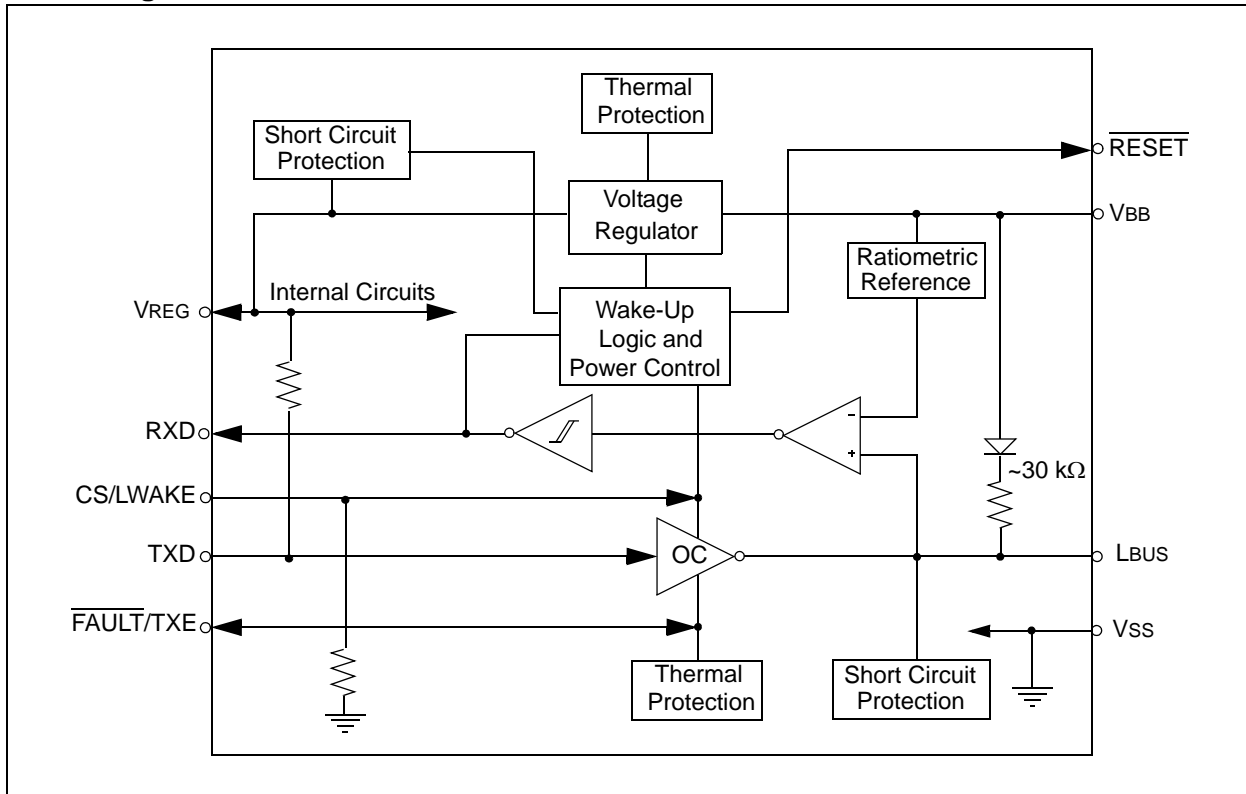 Thermal
Protection
Short Circuit
Protection
RESET
Voltage
Regulator
VBB
Ratiometric
Reference
Internal Circuits
VREG
Wake-Up
Logic and
Power Control
RXD
-
+
~30 kΩ
CS/LWAKE
TXD
OC
LBUS
FAULT/TXE
VSS
Thermal
Protection
Short Circuit
Protection